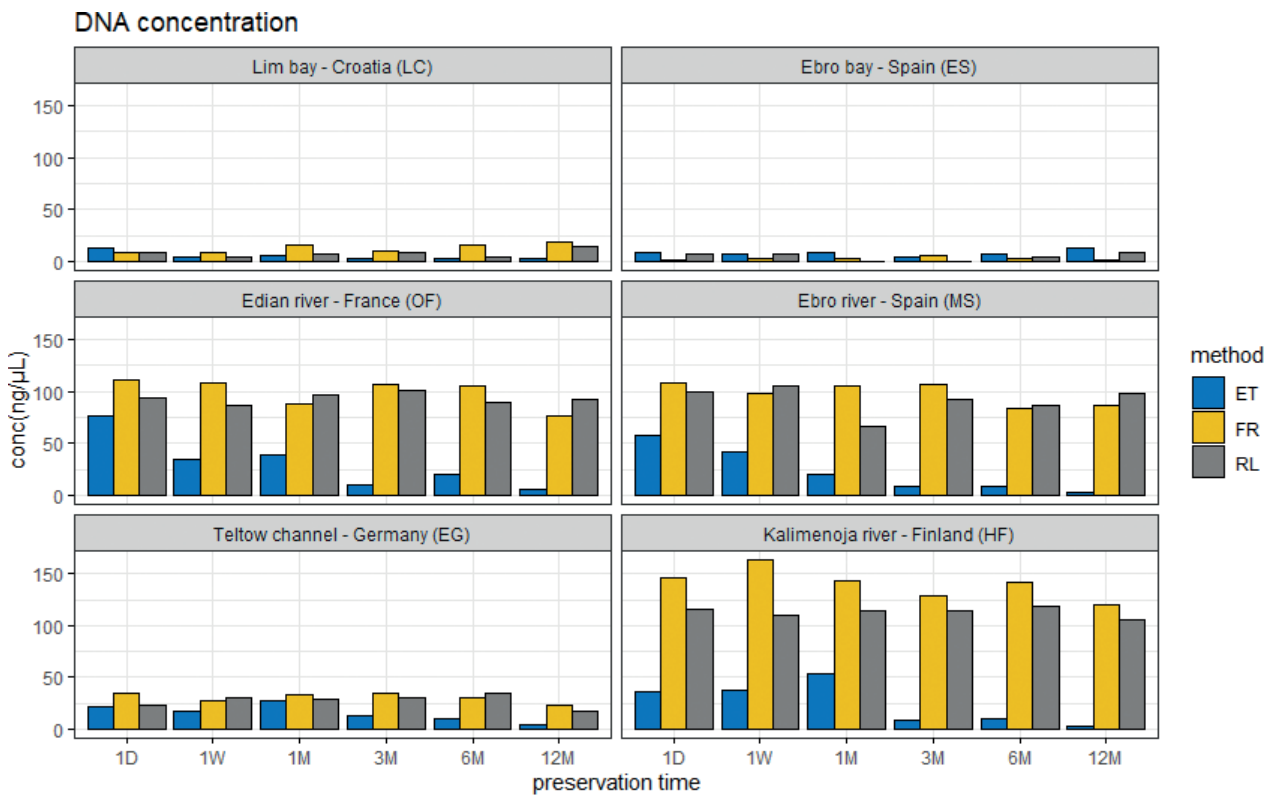 DNA concentration
Lim bay - Croatia (LC)
Ebro bay - Spain (ES)
150
100
50
0
Edian river - France (OF)
Ebro river - Spain (MS)
150
100
50
0
Teltow channel - Germany (EG)
Kalimenoja river - Finland (HF)
150
100
50
0
1D 1W 1M 3M 6M 12M
1D 1W 1M 3M 6M 12M
preservation time
conc(ng/µL)
method
ET
FR
RL